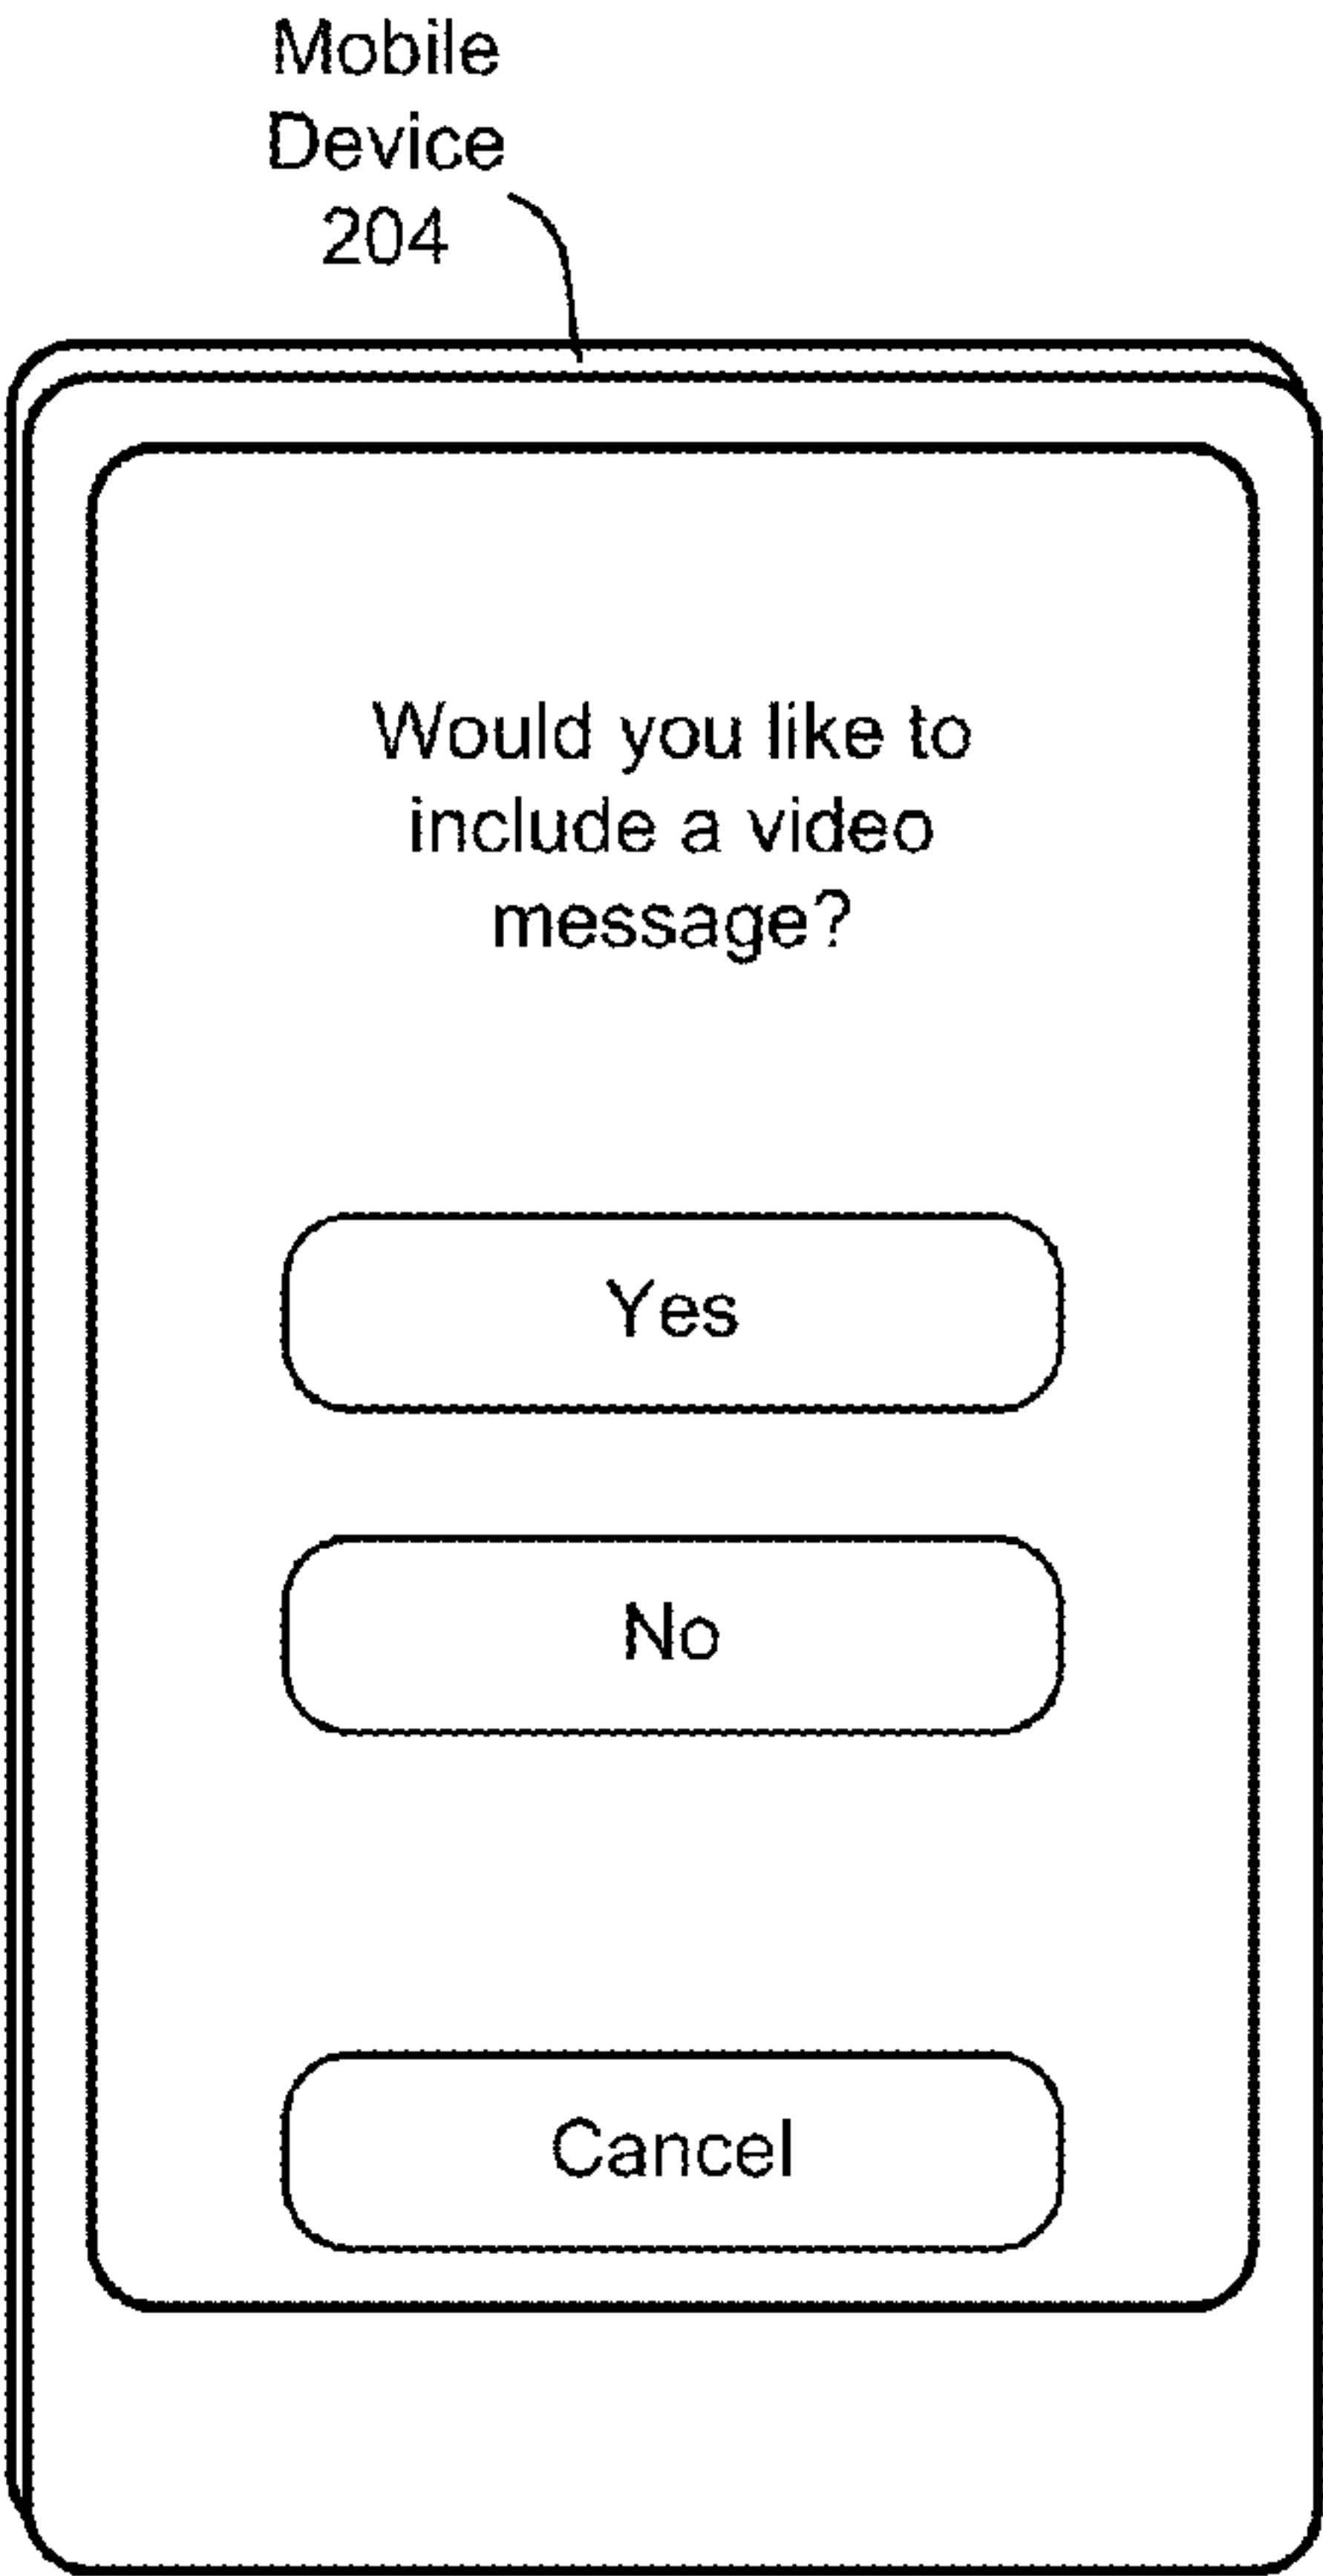 Mobile
Device
204
Would you like to
include a video
message?
Yes
No
Cancel